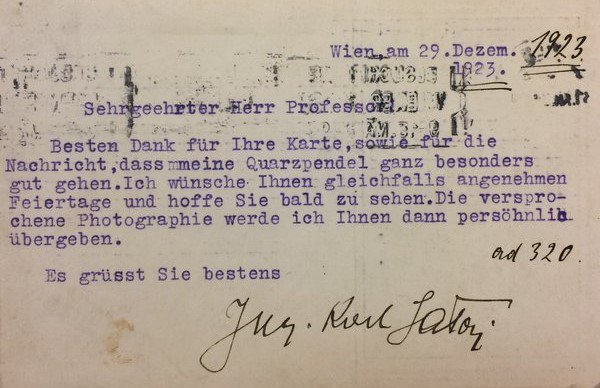 Wien,am 29.Dezem. 1923
1923.
Sehrgeehrter Herr Professor
Besten Dank für Ihre Karte,sowie für die
Nachricht,dassmmeine Quarzpendel ganz besonders
gut gehen.Ich wünsche Ihnen gleichfalls angenehmen
Feiertage und hoffe Sie bald zu sehen.Die verspro-
chene Photographie werde ich Ihnen dann persöhnlich
übergeben.
ad 320.
Es grüsst Sie bestens
Ing. Karl